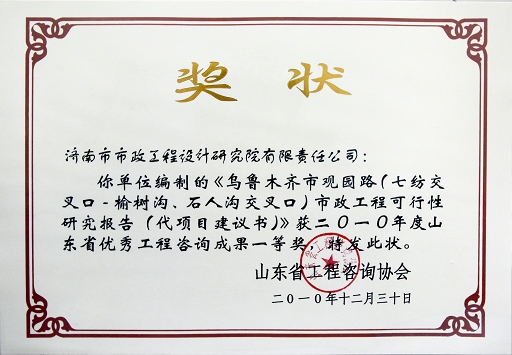 奖状
济南市市政工程设计研究院有限责任公司：
你单位编制的《乌鲁木齐市观园路（七纺交
叉口-榆树沟、石人沟交叉口）市政工程可行性
研究报告（代项目建议书）》获二〇一〇年度山
东省优秀工程咨询成果一等奖，特发此状。
山东省工程咨询协会
二〇一〇年十二月三十日